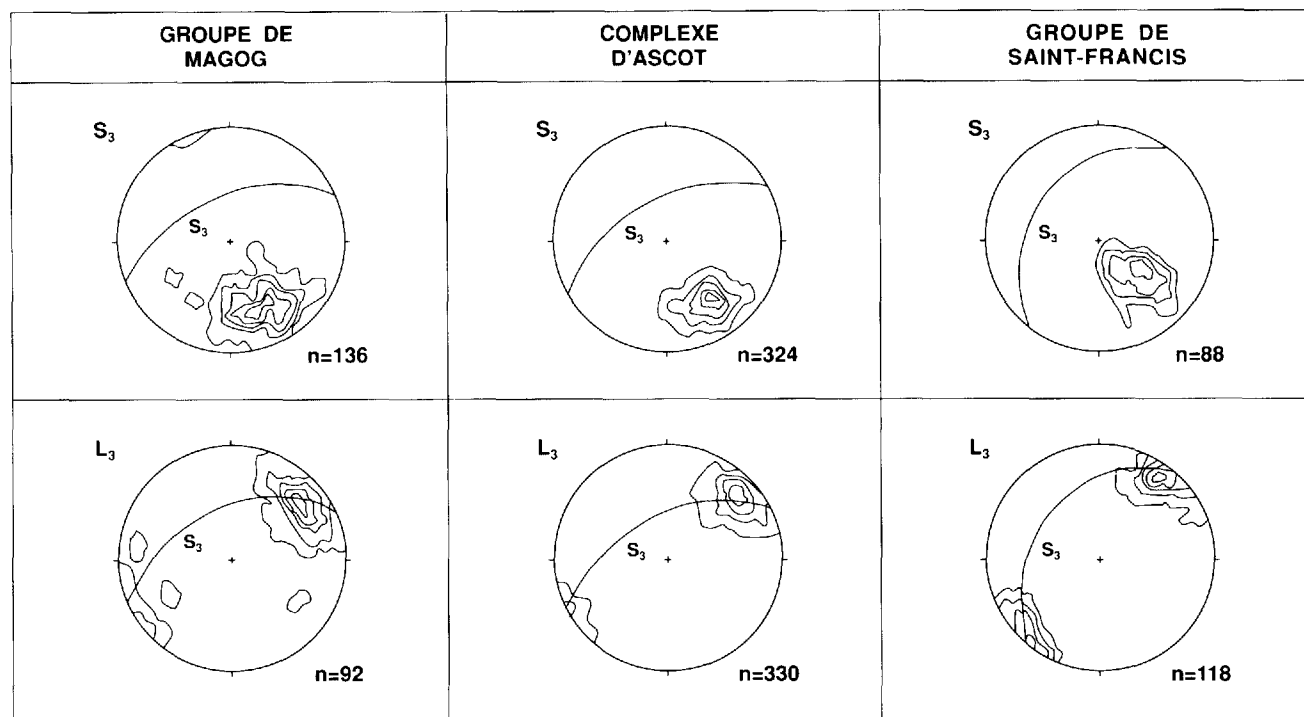 GROUPE DE
MAGOG
COMPLEXE
D'ASCOT
GROUPE DE
SAINT-FRANCIS
S₃
S₃
n=136
S₃
S₃
n=324
S₃
S₃
n=88
L₃
S₃
n=92
L₃
S₃
n=330
L₃
S₃
n=118